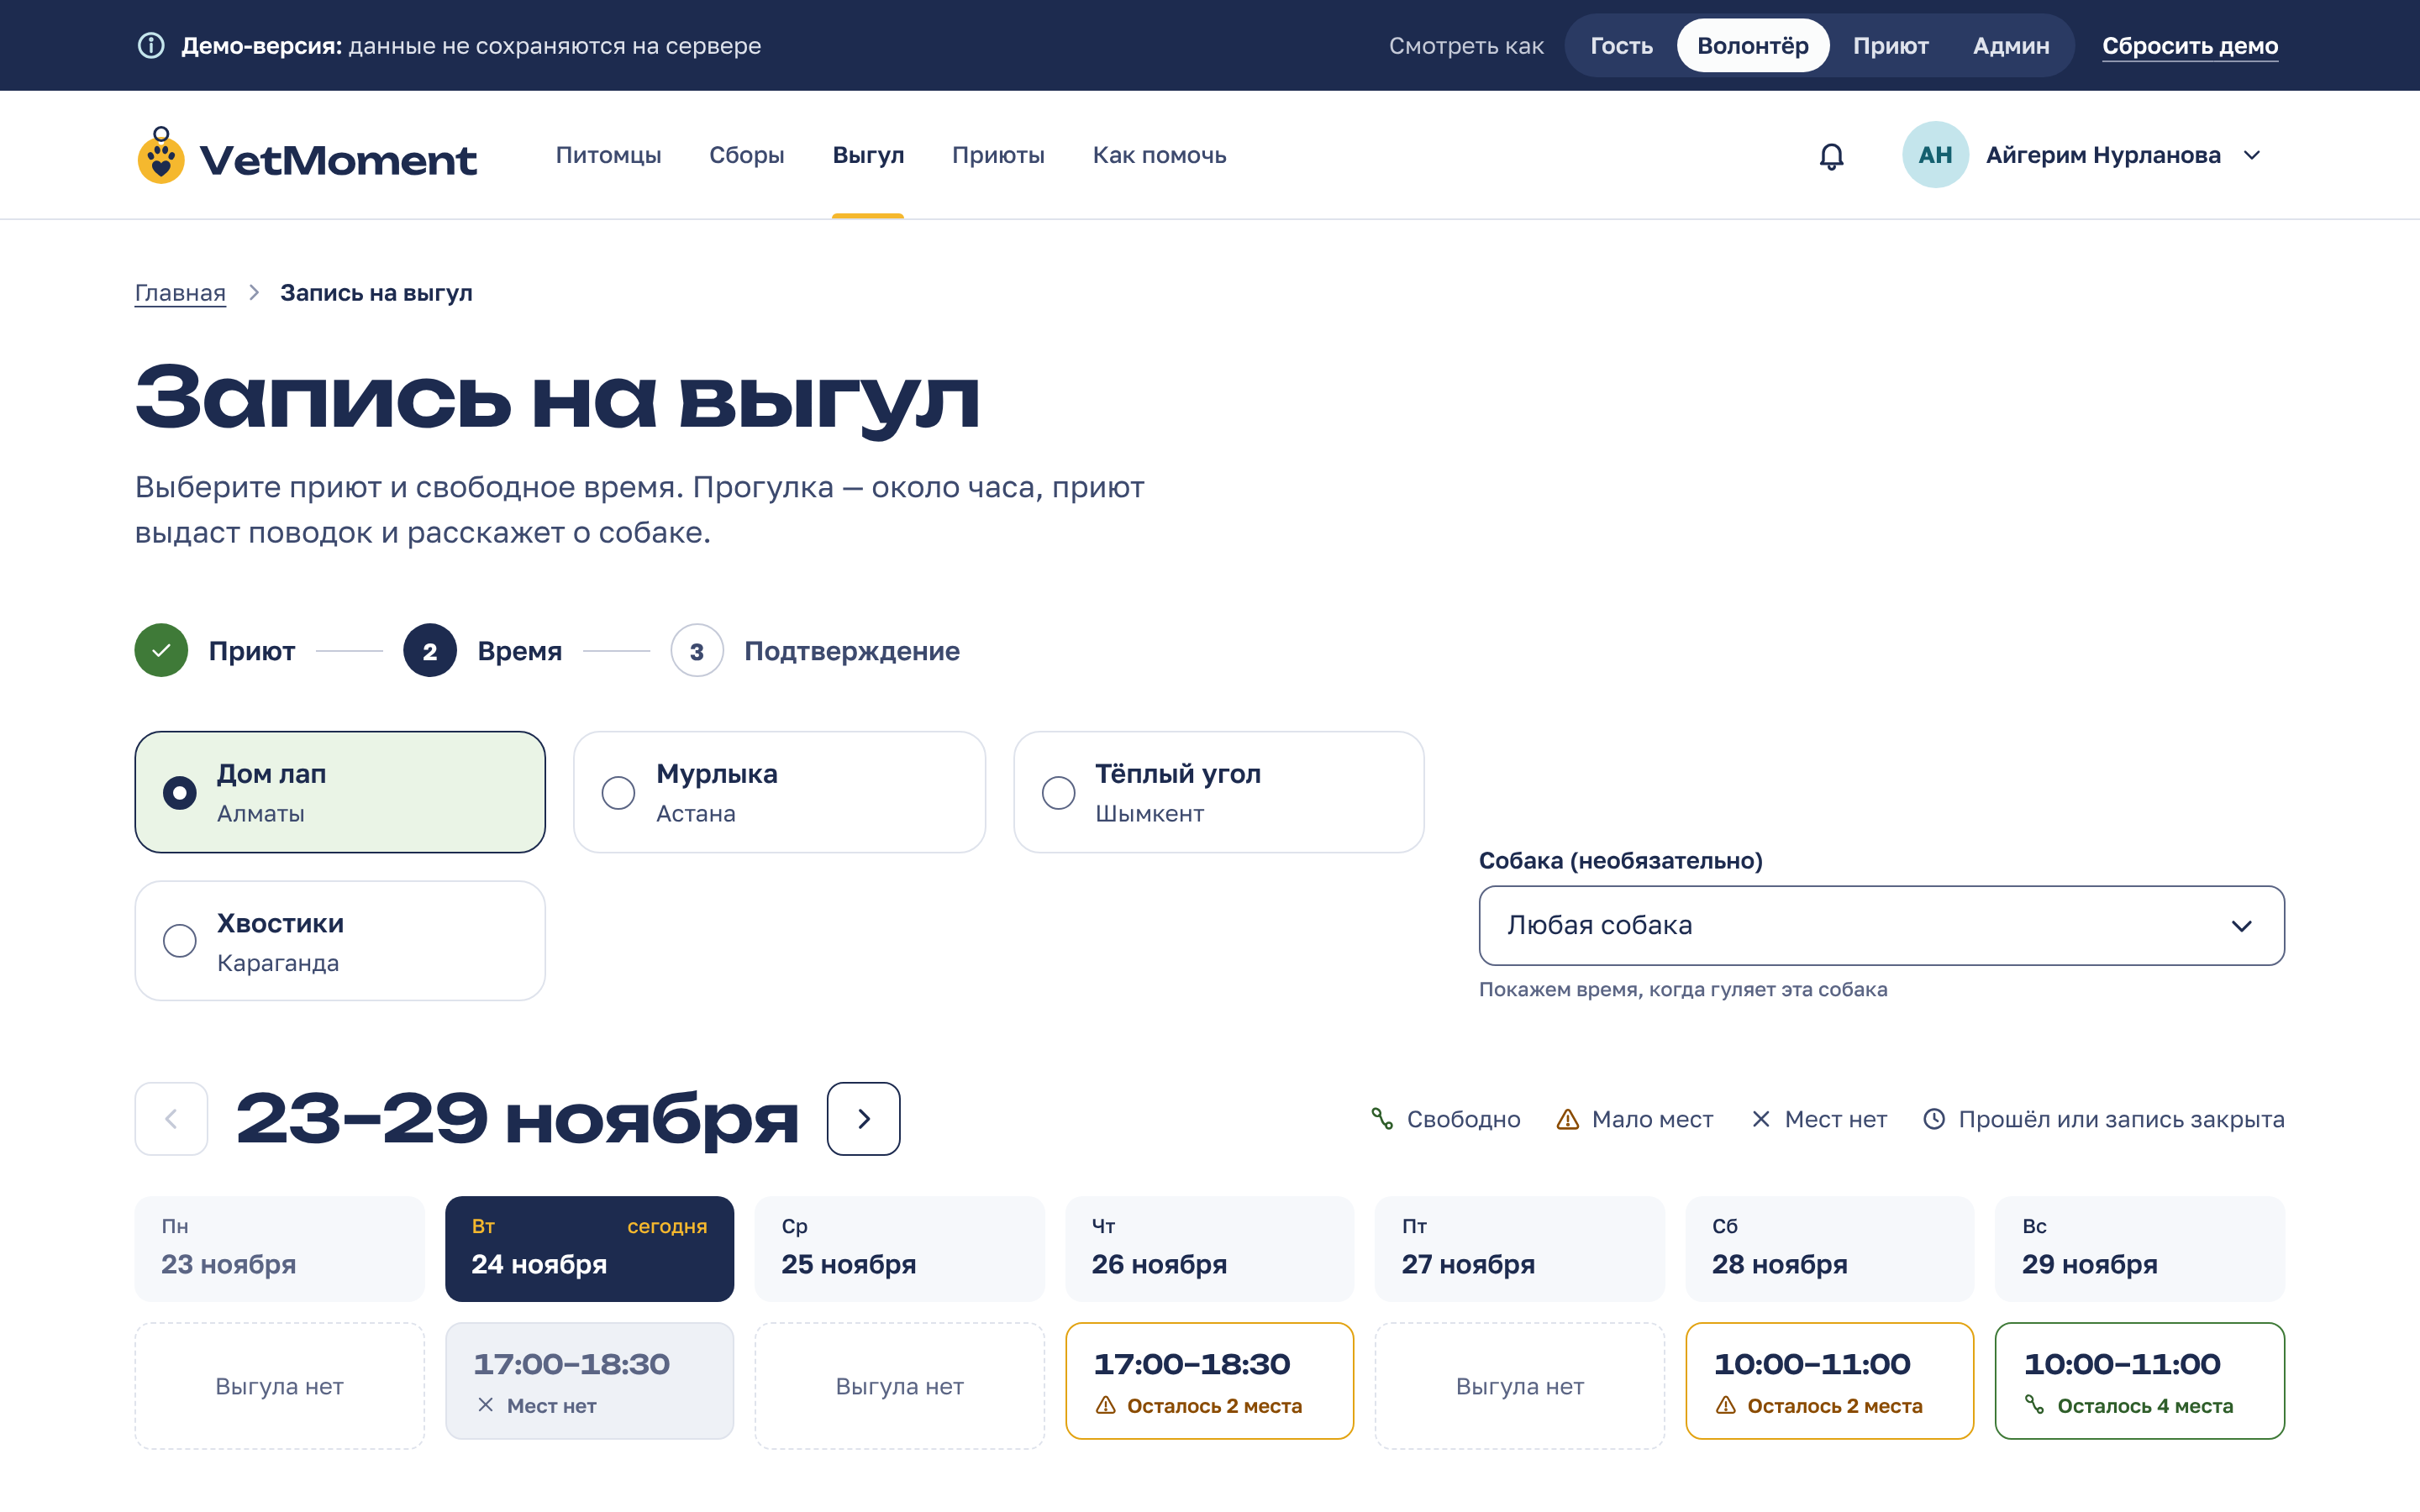 Демо-версия: данные не сохраняются на сервере
Смотреть как
Гость
Волонтёр
Приют
Админ
Сбросить демо
VetMoment
Питомцы
Сборы
Выгул
Приюты
Как помочь
АН
Айгерим Нурланова
Главная
Запись на выгул
Запись на выгул
Выберите приют и свободное время. Прогулка — около часа, приют
выдаст поводок и расскажет о собаке.
Приют
2
Время
3
Подтверждение
Дом лап
Алматы
Мурлыка
Астана
Тёплый угол
Шымкент
Хвостики
Караганда
Собака (необязательно)
Любая собака
Покажем время, когда гуляет эта собака
23–29 ноября
Свободно
Мало мест
Мест нет
Прошёл или запись закрыта
Пн
23 ноября
Вт
сегодня
24 ноября
Ср
25 ноября
Чт
26 ноября
Пт
27 ноября
Сб
28 ноября
Вс
29 ноября
Выгула нет
17:00–18:30
Мест нет
Выгула нет
17:00–18:30
Осталось 2 места
Выгула нет
10:00–11:00
Осталось 2 места
10:00–11:00
Осталось 4 места